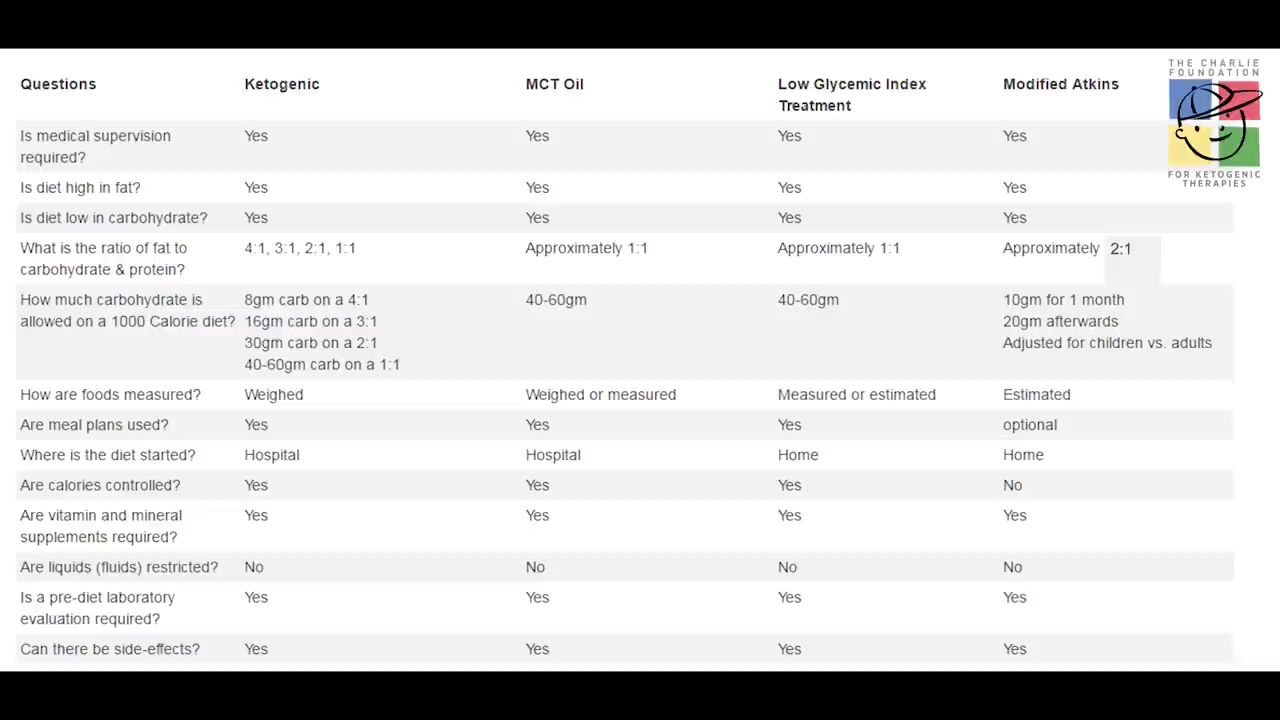 THE CHARLIE
FOUNDATION
FOR KETOGENIC
THERAPIES
Questions Ketogenic MCT Oil Low Glycemic Index Treatment Modified Atkins
Is medical supervision required? Yes Yes Yes Yes
Is diet high in fat? Yes Yes Yes Yes
Is diet low in carbohydrate? Yes Yes Yes Yes
What is the ratio of fat to carbohydrate & protein? 4:1, 3:1, 2:1, 1:1 Approximately 1:1 Approximately 1:1 Approximately 2:1
How much carbohydrate is allowed on a 1000 Calorie diet? 8gm carb on a 4:1 16gm carb on a 3:1 30gm carb on a 2:1 40-60gm carb on a 1:1 40-60gm 40-60gm 10gm for 1 month 20gm afterwards Adjusted for children vs. adults
How are foods measured? Weighed Weighed or measured Measured or estimated Estimated
Are meal plans used? Yes Yes Yes optional
Where is the diet started? Hospital Hospital Home Home
Are calories controlled? Yes Yes Yes No
Are vitamin and mineral supplements required? Yes Yes Yes Yes
Are liquids (fluids) restricted? No No No No
Is a pre-diet laboratory evaluation required? Yes Yes Yes Yes
Can there be side-effects? Yes Yes Yes Yes